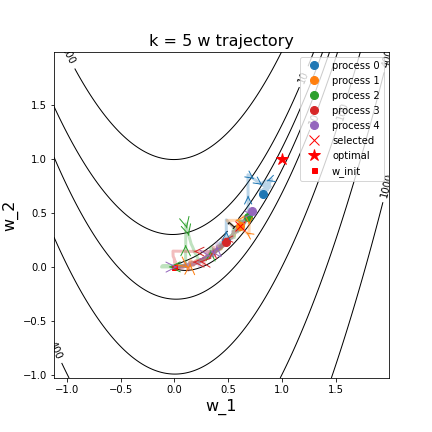 k = 5 w trajectory
process 0
process 1
process 2
process 3
process 4
selected
optimal
w_init
10
1000
400
w_2
1.5
1.0
0.5
0.0
−0.5
−1.0
−1.0
−0.5
0.0
0.5
1.0
1.5
w_1